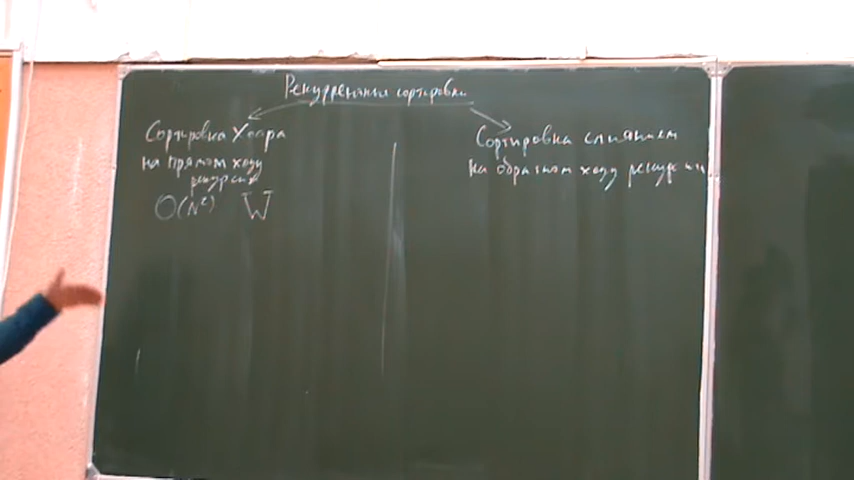 Рекуррентные сортировки
Сортировка Хоара
на прямом ходу
рекурсии
O(N²) W
Сортировка слиянием
на обратном ходу рекурсии